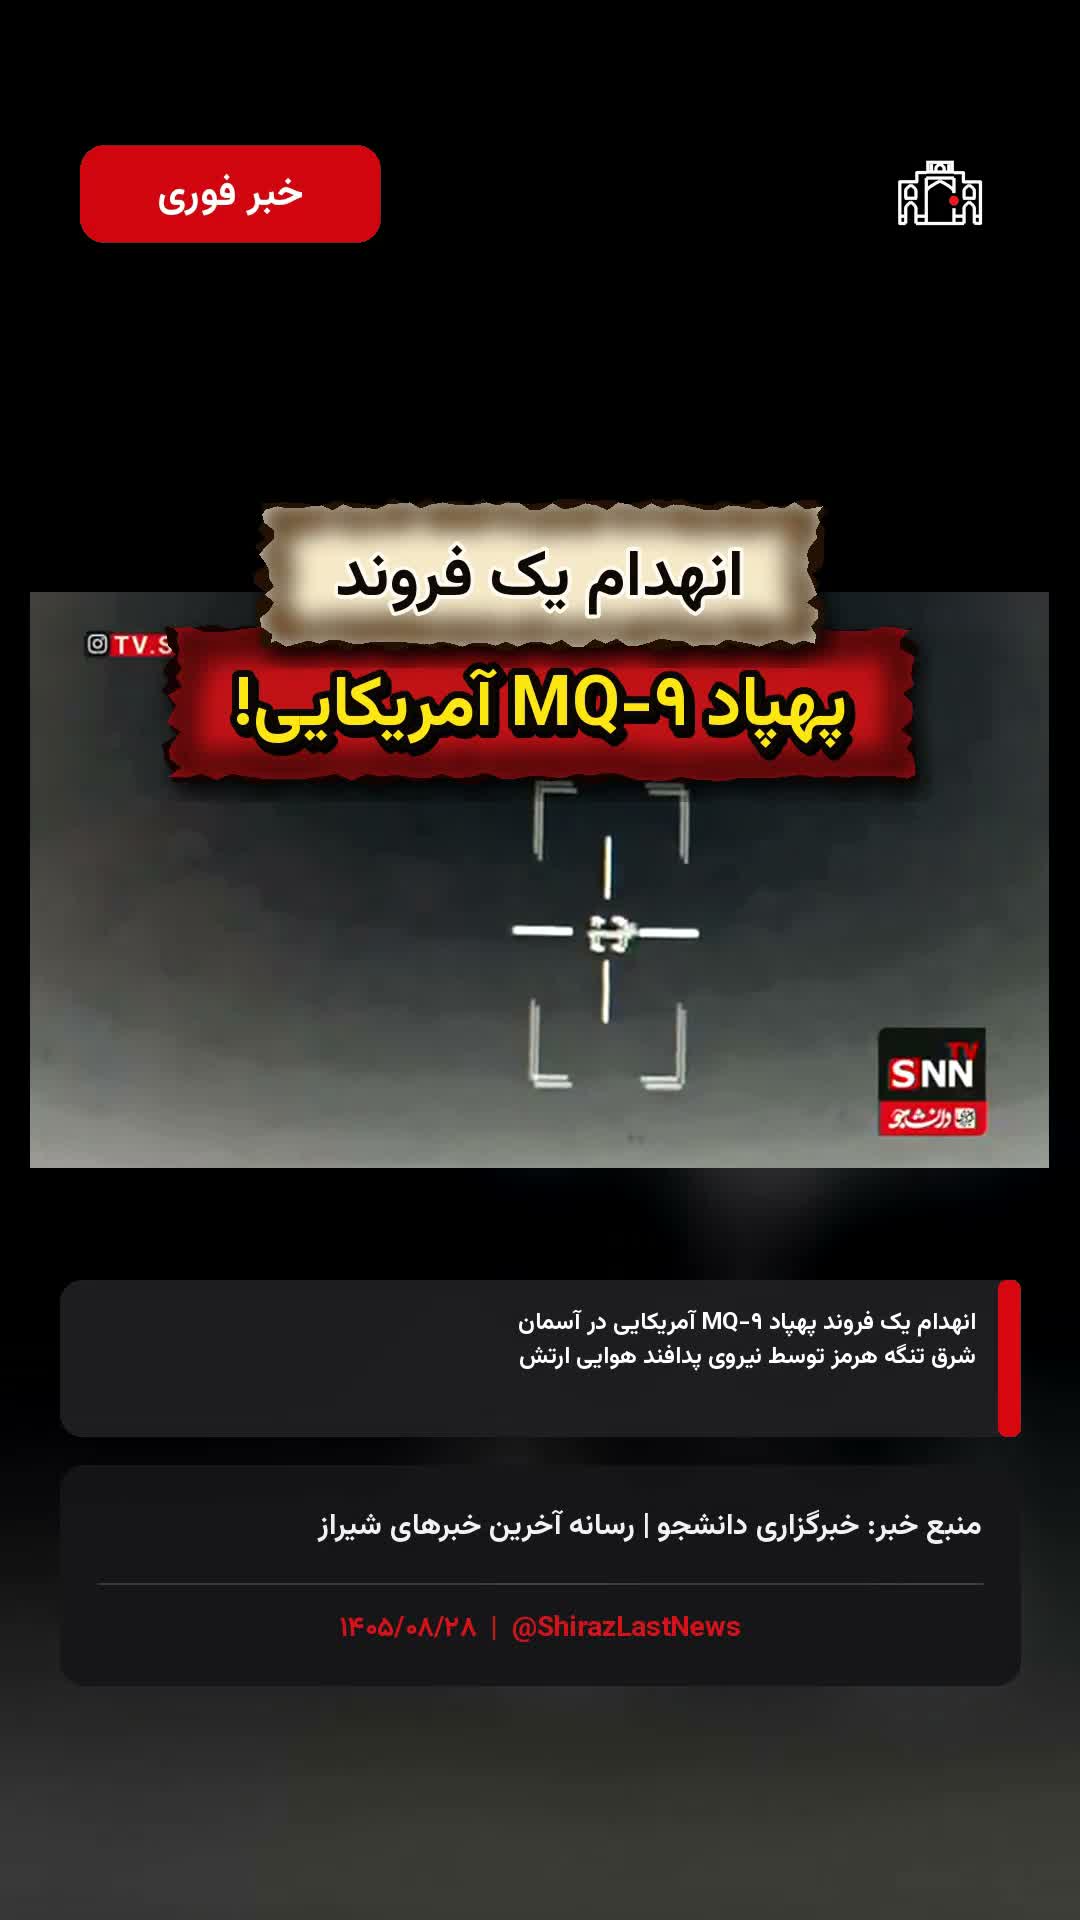 خبر فوری
انهدام یک فروند
پهپاد MQ-۹ آمریکایی!
TV.S
TV
SNN
دانشجو
انهدام یک فروند پهپاد MQ-۹ آمریکایی در آسمان
شرق تنگه هرمز توسط نیروی پدافند هوایی ارتش
منبع خبر: خبرگزاری دانشجو | رسانه آخرین خبرهای شیراز
۱۴۰۵/۰۸/۲۸ | @ShirazLastNews